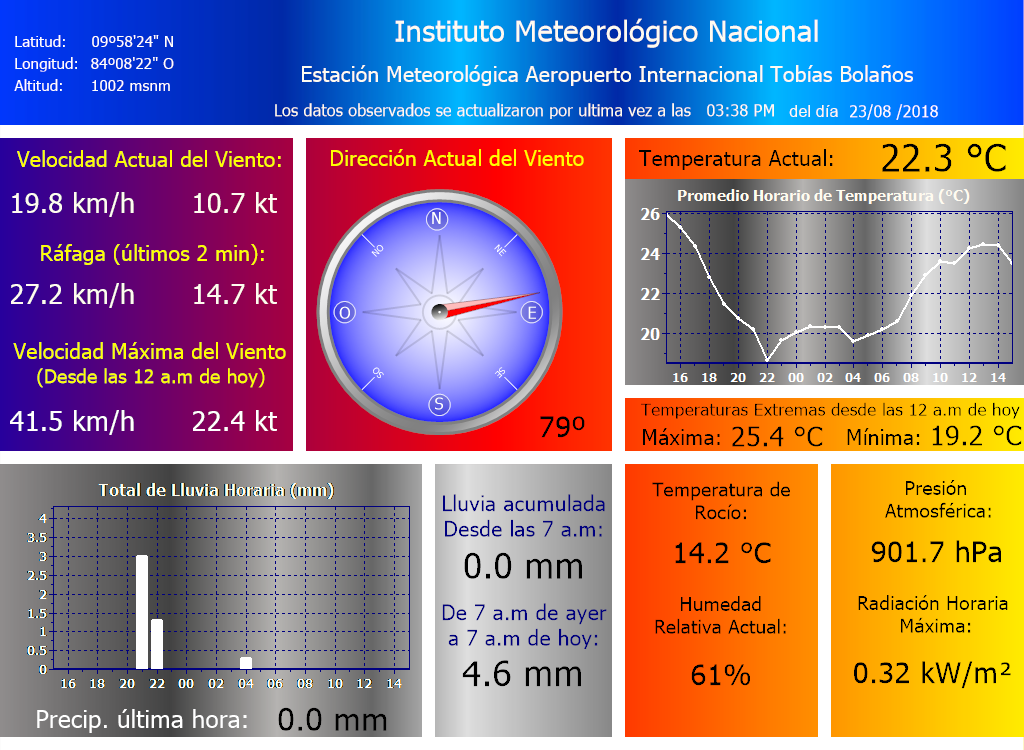 Instituto Meteorológico Nacional
Latitud: 09º58'24" N
Longitud: 84º08'22" O
Altitud: 1002 msnm
Estación Meteorológica Aeropuerto Internacional Tobías Bolaños
Los datos observados se actualizaron por ultima vez a las 03:38 PM del día 23/08 /2018
Velocidad Actual del Viento:
19.8 km/h 10.7 kt
Ráfaga (últimos 2 min):
27.2 km/h 14.7 kt
Velocidad Máxima del Viento
(Desde las 12 a.m de hoy)
41.5 km/h 22.4 kt
Dirección Actual del Viento
N
NO NE
O E
SO SE
S
79º
Temperatura Actual: 22.3 °C
Promedio Horario de Temperatura (°C)
26
24
22
20
16 18 20 22 00 02 04 06 08 10 12 14
Temperaturas Extremas desde las 12 a.m de hoy
Máxima: 25.4 °C Mínima: 19.2 °C
Total de Lluvia Horaria (mm)
4
3.5
3
2.5
2
1.5
1
0.5
0
16 18 20 22 00 02 04 06 08 10 12 14
Precip. última hora: 0.0 mm
Lluvia acumulada
Desde las 7 a.m:
0.0 mm
De 7 a.m de ayer
a 7 a.m de hoy:
4.6 mm
Temperatura de
Rocío:
14.2 °C
Humedad
Relativa Actual:
61%
Presión
Atmosférica:
901.7 hPa
Radiación Horaria
Máxima:
0.32 kW/m²